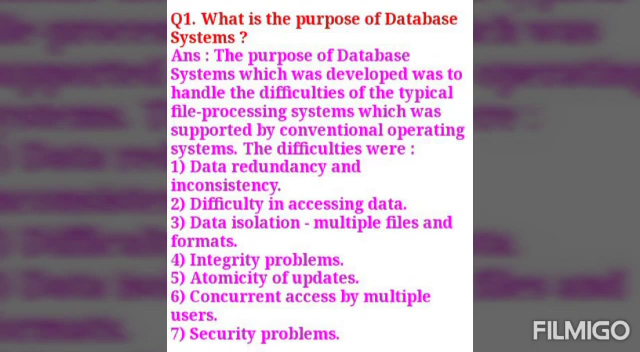 Q1. What is the purpose of Database
Systems ?
Ans : The purpose of Database
Systems which was developed was to
handle the difficulties of the typical
file-processing systems which was
supported by conventional operating
systems. The difficulties were :
1) Data redundancy and
inconsistency.
2) Difficulty in accessing data.
3) Data isolation - multiple files and
formats.
4) Integrity problems.
5) Atomicity of updates.
6) Concurrent access by multiple
users.
7) Security problems.
FILMIGO